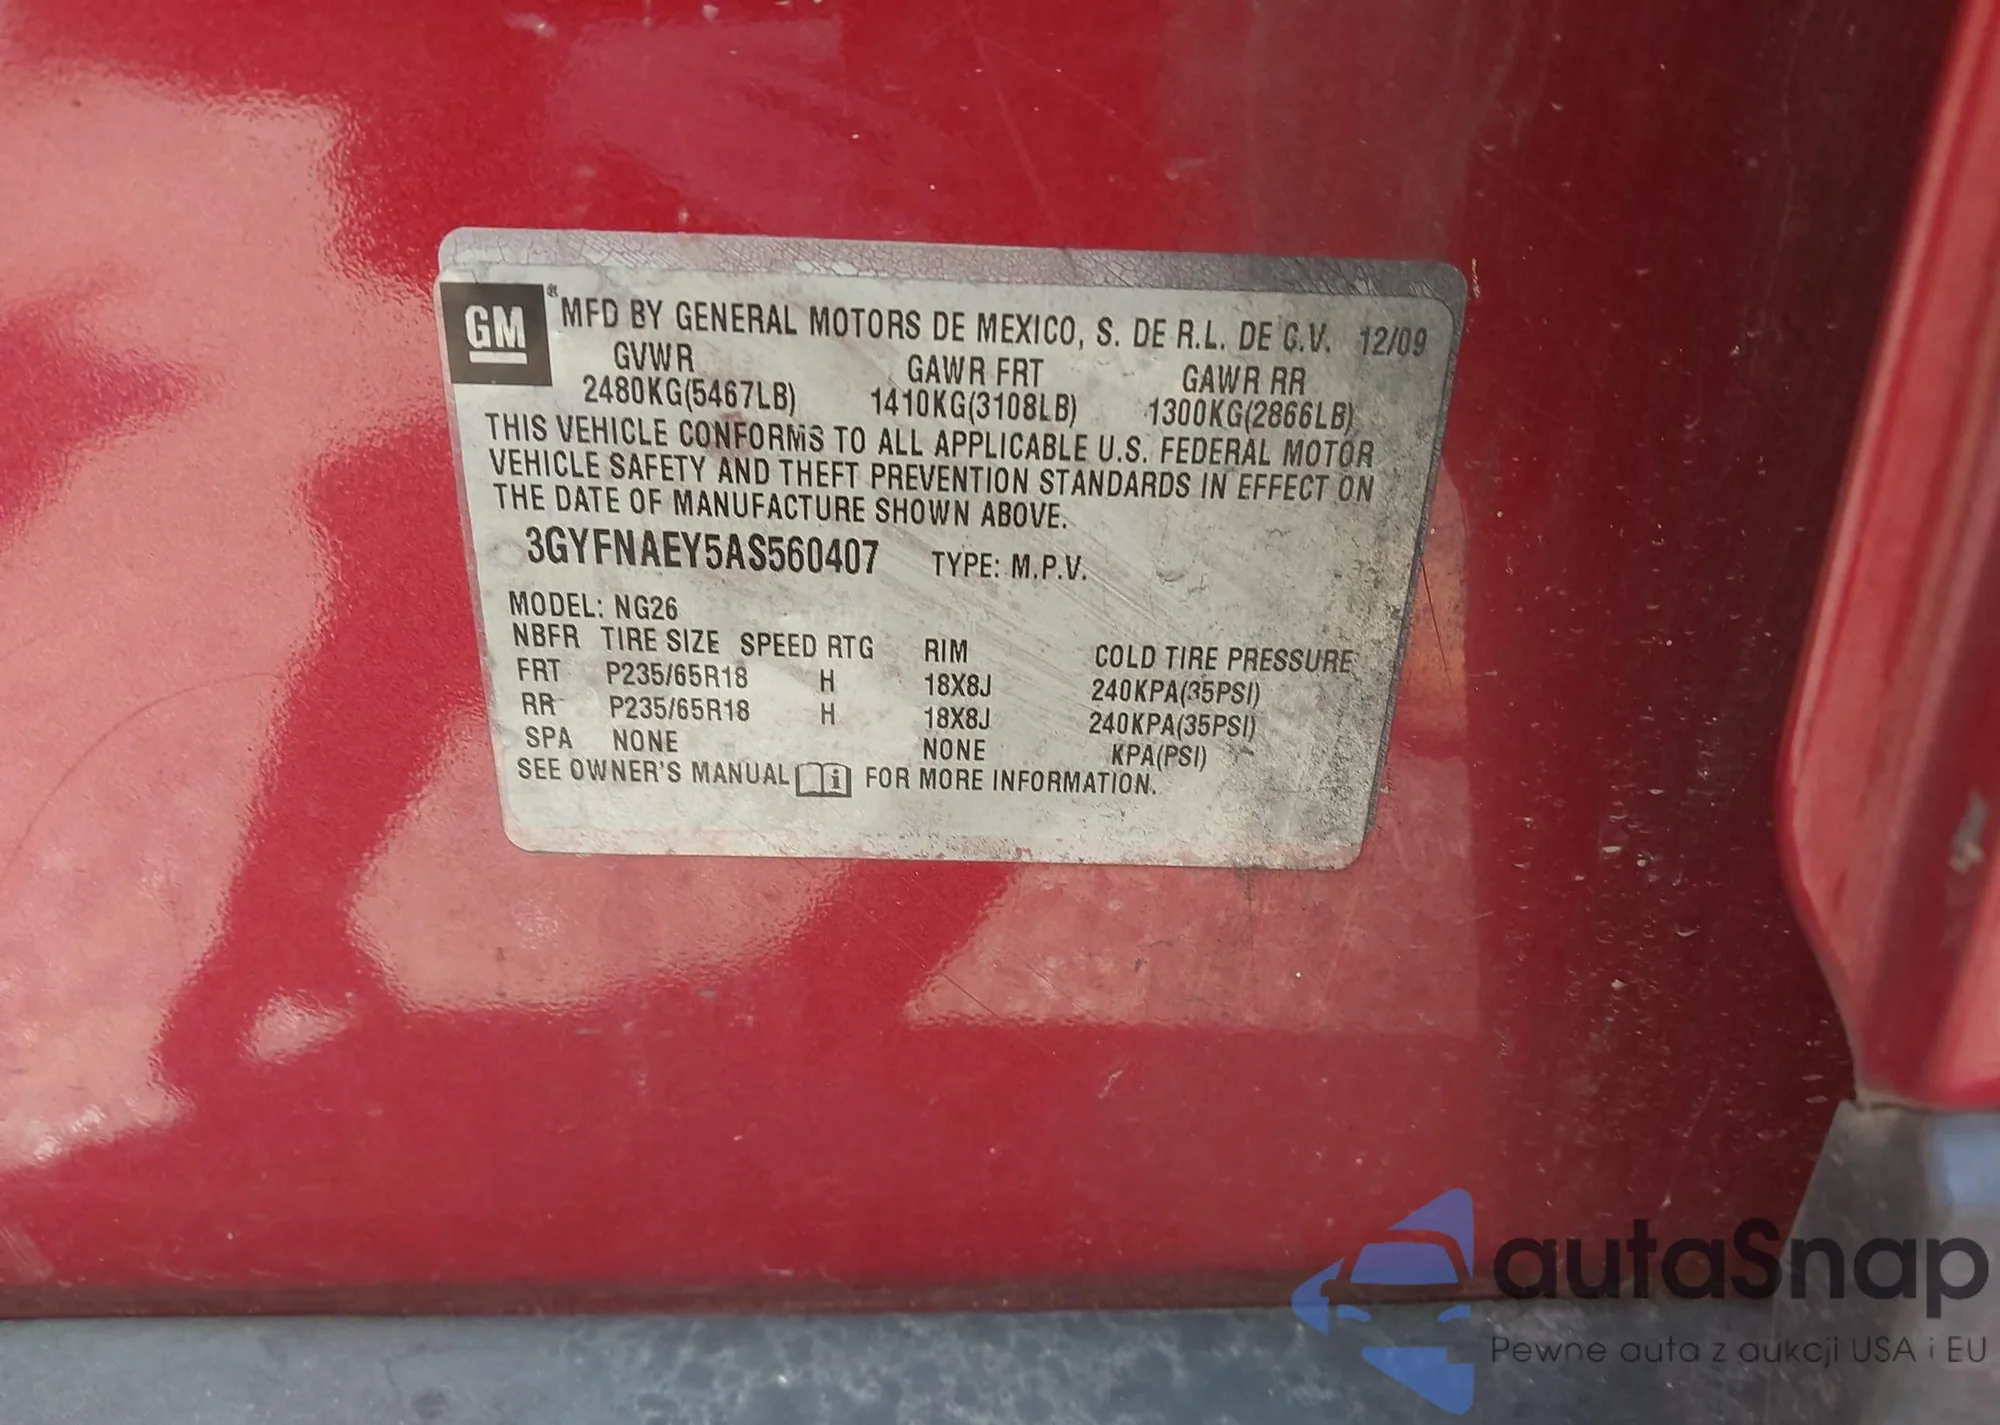 GM ® MFD BY GENERAL MOTORS DE MEXICO, S. DE R.L. DE C.V. 12/09
GVWR GAWR FRT GAWR RR
2480KG(5467LB) 1410KG(3108LB) 1300KG(2866LB)
THIS VEHICLE CONFORMS TO ALL APPLICABLE U.S. FEDERAL MOTOR
VEHICLE SAFETY AND THEFT PREVENTION STANDARDS IN EFFECT ON
THE DATE OF MANUFACTURE SHOWN ABOVE.
3GYFNAEY5AS560407 TYPE: M.P.V.
MODEL: NG26
NBFR TIRE SIZE SPEED RTG RIM COLD TIRE PRESSURE
FRT P235/65R18 H 18X8J 240KPA(35PSI)
RR P235/65R18 H 18X8J 240KPA(35PSI)
SPA NONE NONE KPA(PSI)
SEE OWNER'S MANUAL i FOR MORE INFORMATION.
autaSnap
Pewne auta z aukcji USA i EU